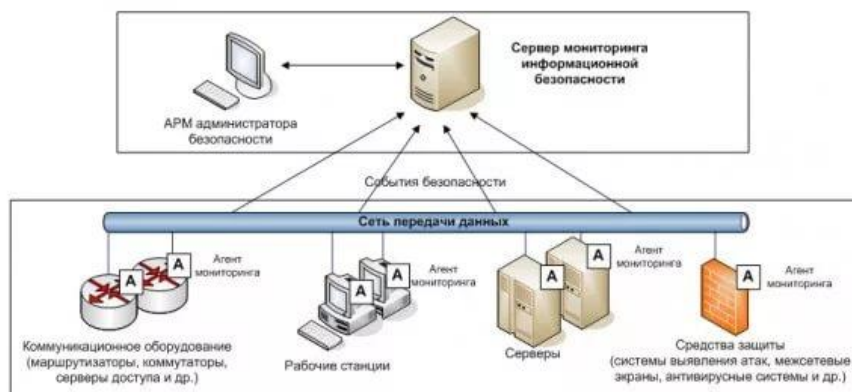 Сервер мониторинга
информационной
безопасности
АРМ администратора
безопасности
События безопасности
Сеть передачи данных
А
А
Агент
мониторинга
А
А
Агент
мониторинга
А
А
Агент
мониторинга
А
Агент
мониторинга
Коммуникационное оборудование
(маршрутизаторы, коммутаторы,
серверы доступа и др.)
Рабочие станции
Серверы
Средства защиты
(системы выявления атак, межсетевые
экраны, антивирусные системы и др.)